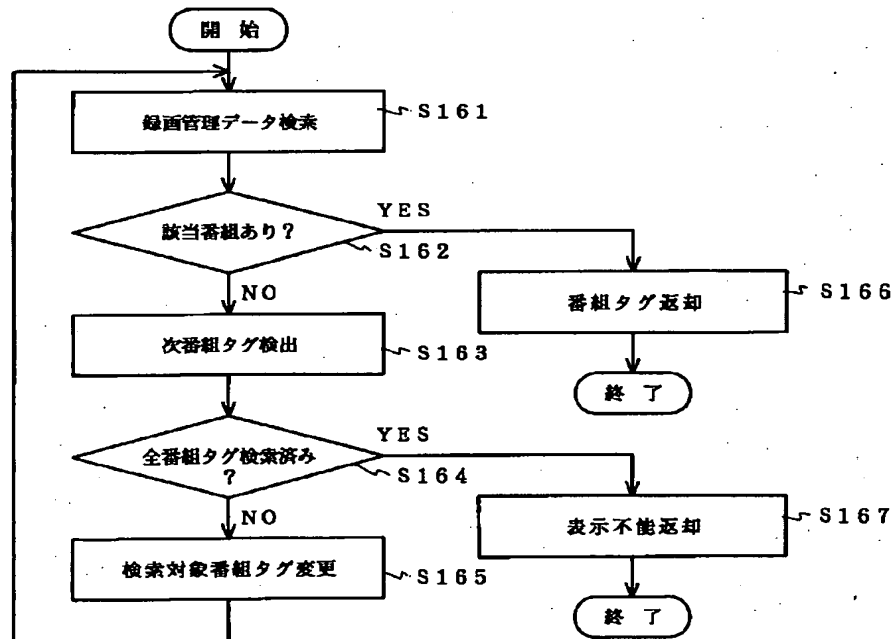 開 始
録画管理データ検索
S161
該当番組あり?
YES
S162
NO
番組タグ返却
S166
次番組タグ検出
S163
終 了
全番組タグ検索済み
?
YES
S164
NO
表示不能返却
S167
検索対象番組タグ変更
S165
終 了